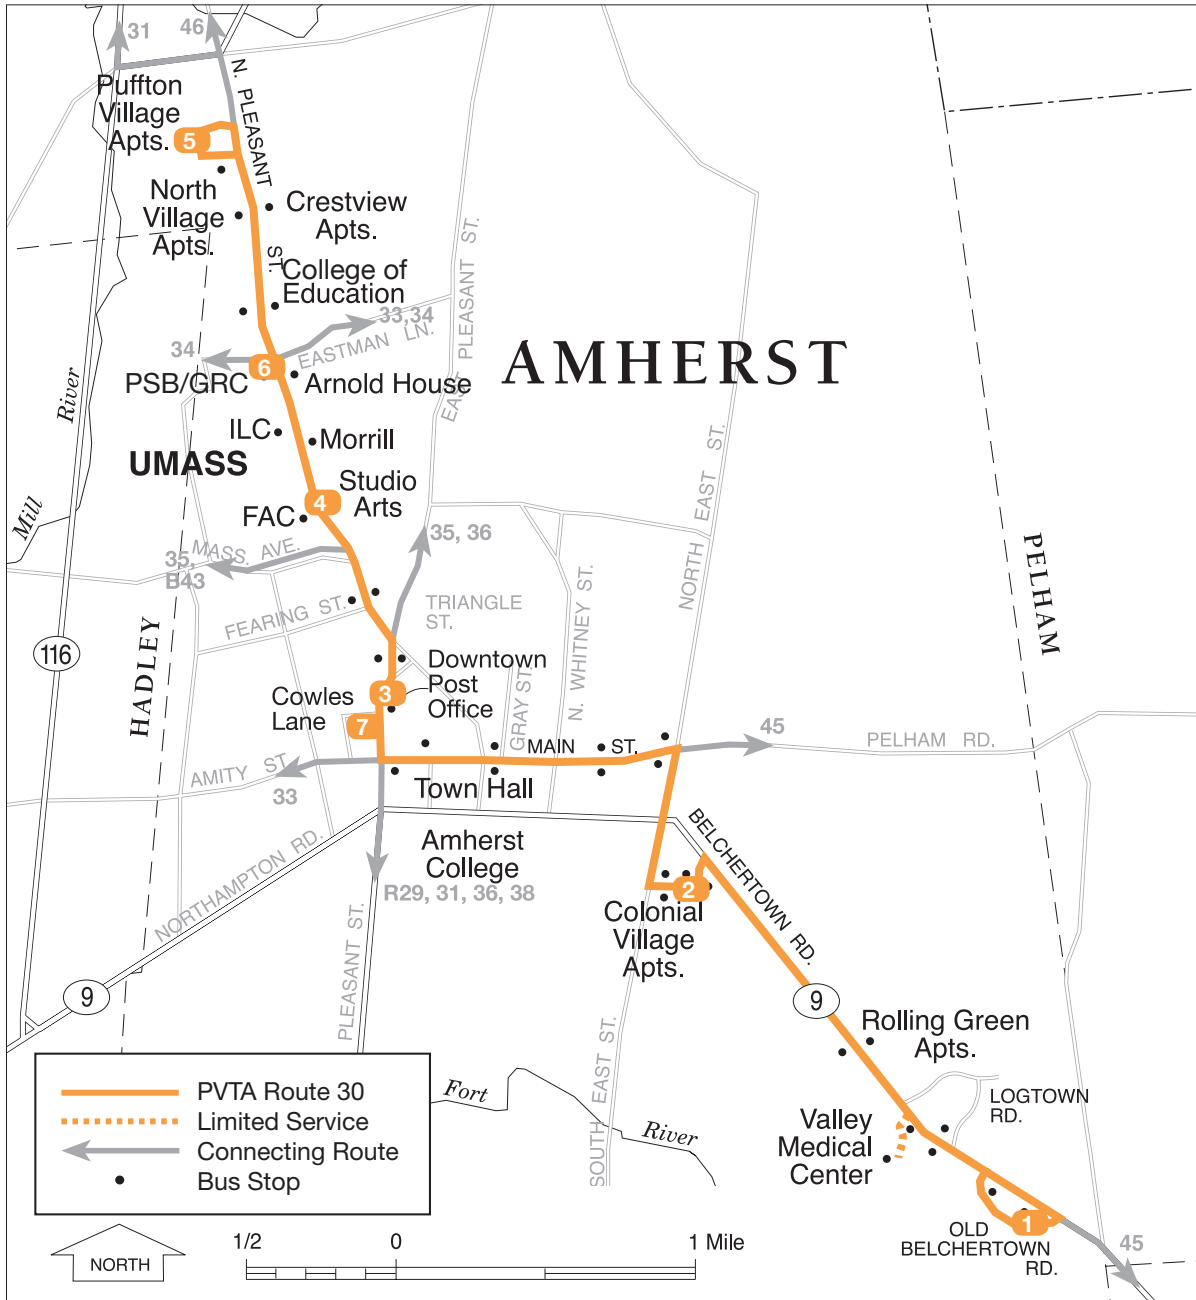 31
46
N. PLEASANT
ST.
Puffton
Village
Apts.
5
North
Village
Apts.
Crestview
Apts.
College of
Education
33,34
EASTMAN LN.
34
6
PSB/GRC
Arnold House
EAST PLEASANT ST.
AMHERST
River
Mill
ILC
Morrill
UMASS
4
Studio
Arts
FAC
MASS. AVE.
35,
B43
35, 36
NORTH EAST ST.
PELHAM
HADLEY
116
FEARING ST.
TRIANGLE
ST.
N. WHITNEY ST.
GRAY ST.
Downtown
Post
Office
3
Cowles
Lane
7
MAIN ST.
45
PELHAM RD.
AMITY ST.
33
Town Hall
NORTHAMPTON RD.
Amherst
College
R29, 31, 36, 38
BELCHERTOWN RD.
2
Colonial
Village
Apts.
PLEASANT ST.
9
9
Rolling Green
Apts.
SOUTH EAST ST.
LOGTOWN
RD.
Valley
Medical
Center
Fort
River
1
OLD
BELCHERTOWN
RD.
45
PVTA Route 30
Limited Service
Connecting Route
Bus Stop
NORTH
1/2 0 1 Mile